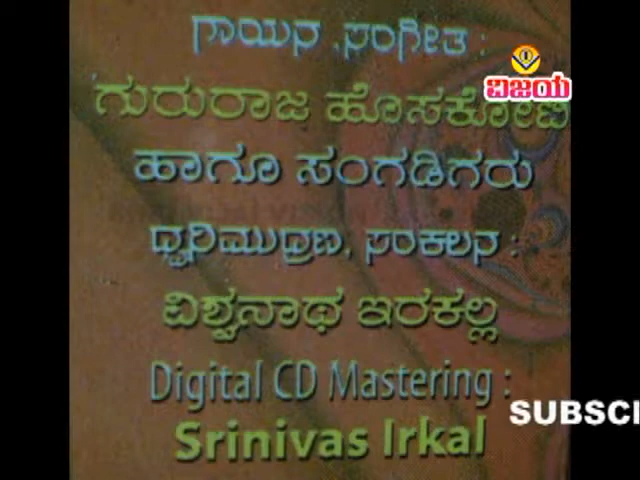 ಗಾಯನ ,ಸಂಗೀತ :
ವಿಜಯ
ಗುರುರಾಜ ಹೊಸಕೋಟಿ
ಹಾಗೂ ಸಂಗಡಿಗರು
ಧ್ವನಿಮುದ್ರಣ, ಸಂಕಲನ :
ವಿಶ್ವನಾಥ ಇರಕಲ್ಲ
Digital CD Mastering :
SUBSCI
Srinivas Irkal